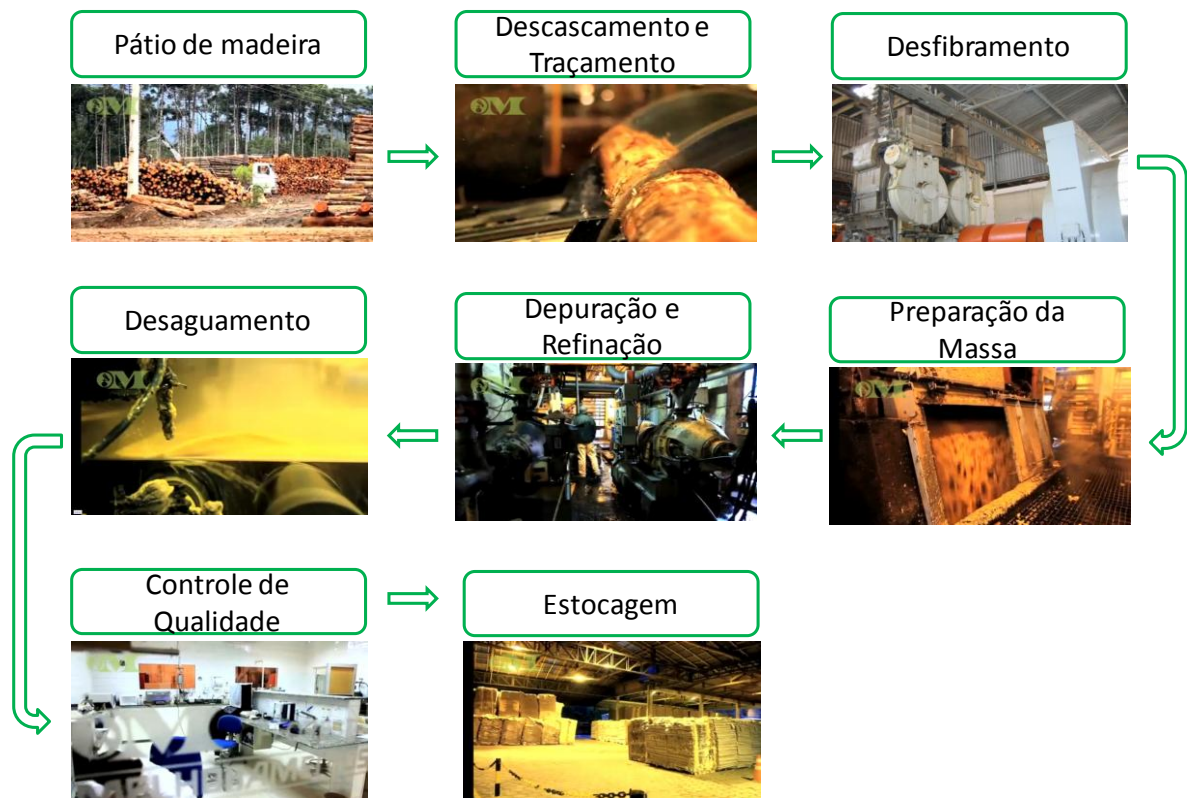 Pátio de madeira
Descascamento e
Traçamento
Desfibramento
Preparação da
Massa
Depuração e
Refinação
Desaguamento
Controle de
Qualidade
Estocagem